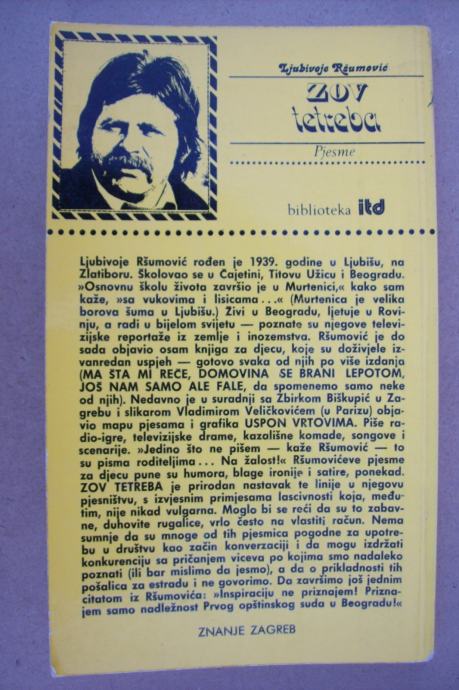 Ljubivoje Ršumović
ZOV
tetreba
Pjesme
biblioteka itd
Ljubivoje Ršumović rođen je 1939. godine u Ljubišu, na
Zlatiboru. Školovao se u Čajetini, Titovu Užicu i Beogradu.
»Osnovnu školu života završio je u Murtenici,« kako sam
kaže, »sa vukovima i lisicama . . .« (Murtenica je velika
borova šuma u Ljubišu.) Živi u Beogradu, ljetuje u Rovi-
nju, a radi u bijelom svijetu — poznate su njegove televi-
zijske reportaže iz zemlje i inozemstva. Ršumović je do
sada objavio osam knjiga za djecu, koje su doživjele iz-
vanredan uspjeh — gotovo svaka od njih po više izdanja
(MA ŠTA MI REČE, DOMOVINA SE BRANI LEPOTOM,
JOŠ NAM SAMO ALE FALE, da spomenemo samo neke
od njih). Nedavno je u suradnji sa Zbirkom Biškupić u Za-
grebu i slikarom Vladimirom Veličkovićem (u Parizu) obja-
vio mapu pjesama i grafika USPON VRTOVIMA. Piše ra-
dio-igre, televizijske drame, kazališne komade, songove i
scenarije. »Jedino što ne pišem — kaže Ršumović — to
su pisma roditeljima . . . Na žalost!« Ršumovićeve pjesme
za djecu pune su humora, blage ironije i satire, ponekad.
ZOV TETREBA je prirodan nastavak te linije u njegovu
pjesništvu, s izvjesnim primjesama lascivnosti koja, među-
tim, nije nikad vulgarna. Moglo bi se reći da su to zabav-
ne, duhovite rugalice, vrlo često na vlastitj račun. Nema
sumnje da su mnoge od tih pjesmica pogodne za upotre-
bu u društvu kao začin konverzaciji i da mogu izdržati
konkurenciju sa pričanjem viceva po kojima smo nadaleko
poznati (ili bar mislimo da jesmo), a da o prikladnosti tih
pošalica za estradu i ne govorimo. Da završimo još jednim
citatom iz Ršumovića: »Inspiraciju ne priznajem! Prizna-
jem samo nadležnost Prvog opštinskog suda u Beogradu!«
ZNANJE ZAGREB